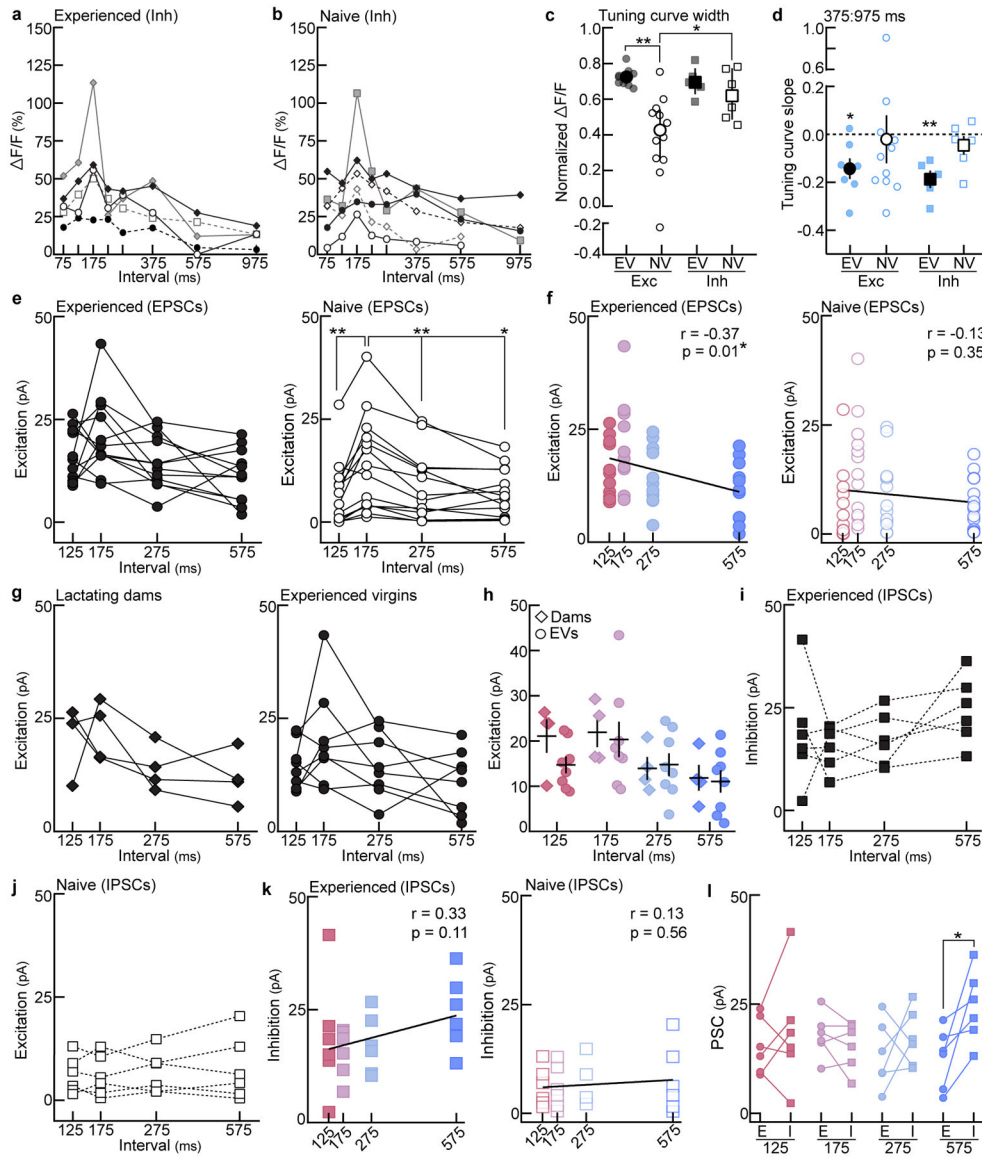 a Experienced (Inh)
150
125
100
75
50
25
0
ΔF/F (%)
75 175 375 575 975
Interval (ms)
b Naive (Inh)
150
125
100
75
50
25
0
ΔF/F (%)
75 175 375 575 975
Interval (ms)
c Tuning curve width
** *
1.0
0.8
0.6
0.4
0.2
0.0
-0.2
-0.4
Normalized ΔF/F
EV NV EV NV
Exc Inh
d 375:975 ms
1.0
0.8
0.2
0.0
-0.2
-0.4
0.6
Tuning curve slope
* **
EV NV EV NV
Exc Inh
e Experienced (EPSCs)
50
25
0
Excitation (pA)
125 175 275 575
Interval (ms)
Naive (EPSCs)
50
25
0
Excitation (pA)
** ** *
125 175 275 575
Interval (ms)
f Experienced (EPSCs)
50
25
0
Excitation (pA)
r = -0.37
p = 0.01*
125 175 275 575
Naive (EPSCs)
50
25
0
Excitation (pA)
r = -0.13
p = 0.35
125 175 275 575
g Lactating dams
50
25
0
Excitation (pA)
125 175 275 575
Interval (ms)
Experienced virgins
50
25
0
Excitation (pA)
125 175 275 575
Interval (ms)
h
50
40
30
20
10
0
Excitation (pA)
Dams
EVs
125 175 275 575
Interval (ms)
i Experienced (IPSCs)
50
25
0
Inhibition (pA)
125 175 275 575
Interval (ms)
j Naive (IPSCs)
50
25
0
Excitation (pA)
125 175 275 575
Interval (ms)
k Experienced (IPSCs)
50
25
0
Inhibition (pA)
r = 0.33
p = 0.11
125 175 275 575
Naive (IPSCs)
50
25
0
Inhibition (pA)
r = 0.13
p = 0.56
125 175 275 575
l
50
25
0
PSC (pA)
*
E I E I E I E I
125 175 275 575